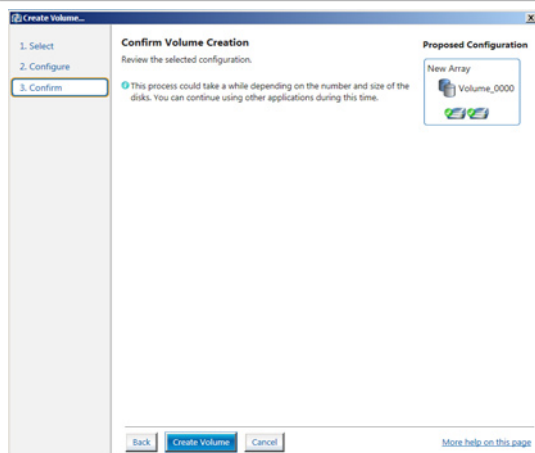 Create Volume...
X
1. Select
2. Configure
3. Confirm
Confirm Volume Creation
Review the selected configuration.
This process could take a while depending on the number and size of the
disks. You can continue using other applications during this time.
Proposed Configuration
New Array
Volume_0000
Back
Create Volume
Cancel
More help on this page